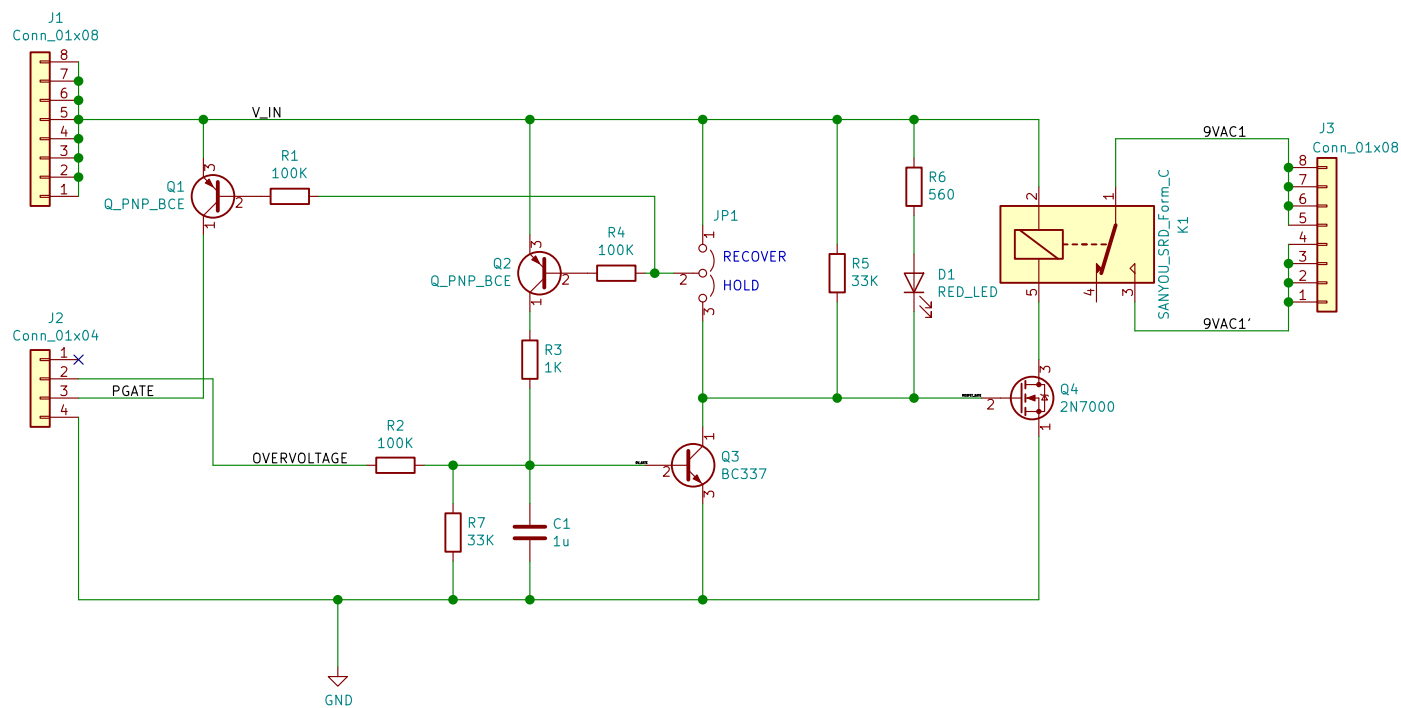 J1
Conn_01x08
8
7
6
5
4
3
2
1
V_IN
Q1
Q_PNP_BCE
3
2
1
R1
100K
J2
Conn_01x04
1
2
3
4
PGATE
OVERVOLTAGE
R2
100K
Q2
Q_PNP_BCE
3
2
1
R4
100K
R3
1K
JP1
1
2
3
RECOVER
HOLD
R7
33K
C1
1u
Q3
BC337
1
2
3
R5
33K
R6
560
D1
RED_LED
2
1
5
4
3
SANYOU_SRD_Form_C
K1
Q4
2N7000
3
2
1
9VAC1
9VAC1'
J3
Conn_01x08
8
7
6
5
4
3
2
1
GND